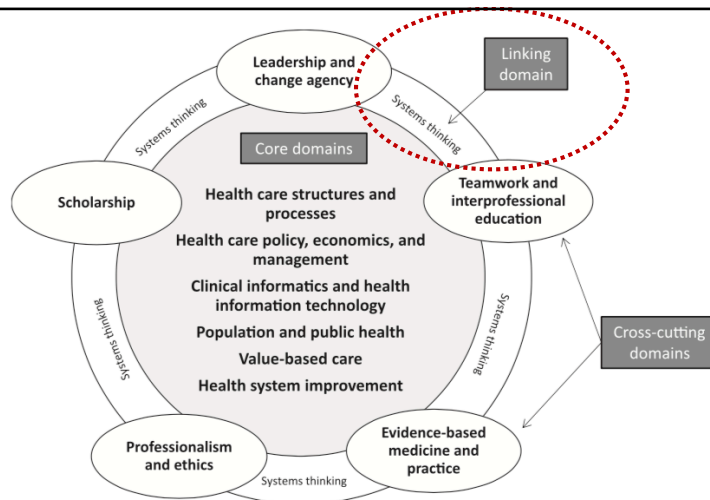 Leadership and
change agency
Linking
domain
Systems thinking
Systems thinking
Core domains
Scholarship
Health care structures and
processes
Teamwork and
interprofessional
education
Health care policy, economics, and
management
Clinical informatics and health
information technology
Population and public health
Value-based care
Health system improvement
Systems thinking
Systems thinking
Cross-cutting
domains
Professionalism
and ethics
Evidence-based
medicine and
practice
Systems thinking